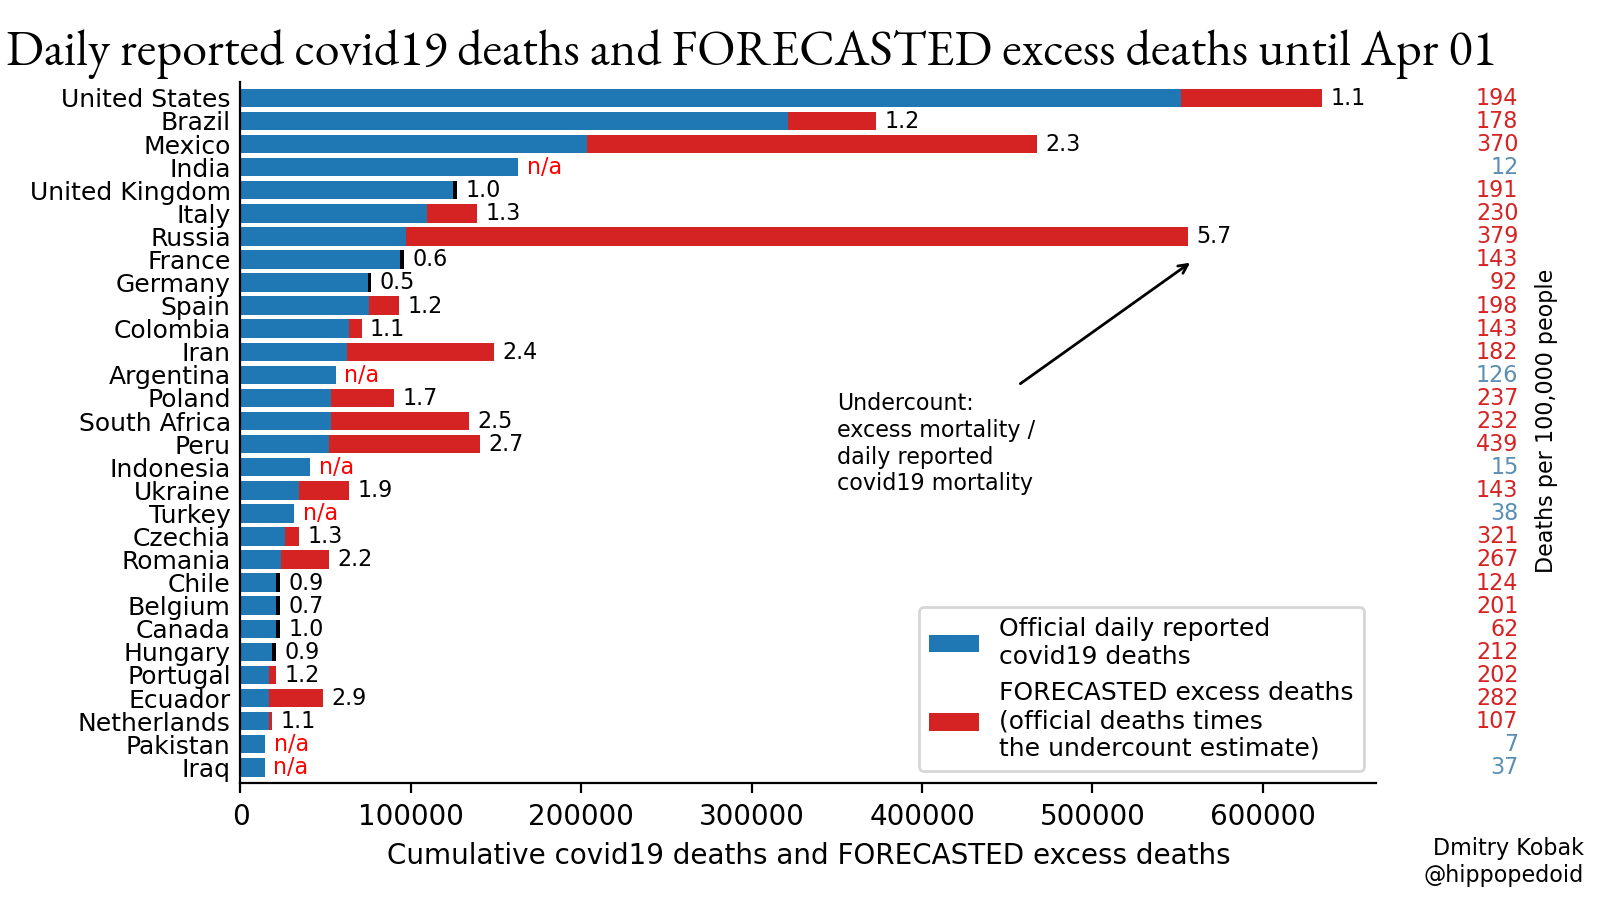 Daily reported covid19 deaths and FORECASTED excess deaths until Apr 01
United States 1.1 194
Brazil 1.2 178
Mexico 2.3 370
India n/a 12
United Kingdom 1.0 191
Italy 1.3 230
Russia 5.7 379
France 0.6 143
Germany 0.5 92
Spain 1.2 198
Colombia 1.1 143
Iran 2.4 182
Argentina n/a 126
Poland 1.7 237
South Africa 2.5 232
Peru 2.7 439
Indonesia n/a 15
Ukraine 1.9 143
Turkey n/a 38
Czechia 1.3 321
Romania 2.2 267
Chile 0.9 124
Belgium 0.7 201
Canada 1.0 62
Hungary 0.9 212
Portugal 1.2 202
Ecuador 2.9 282
Netherlands 1.1 107
Pakistan n/a 7
Iraq n/a 37
Undercount:
excess mortality /
daily reported
covid19 mortality
Deaths per 100,000 people
Official daily reported
covid19 deaths
FORECASTED excess deaths
(official deaths times
the undercount estimate)
0 100000 200000 300000 400000 500000 600000
Cumulative covid19 deaths and FORECASTED excess deaths
Dmitry Kobak
@hippopedoid